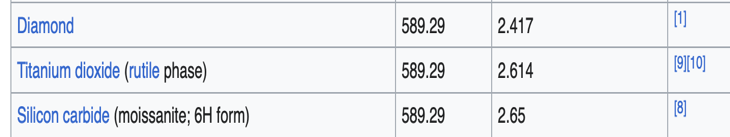 Diamond 589.29 2.417 [1]
Titanium dioxide (rutile phase) 589.29 2.614 [9][10]
Silicon carbide (moissanite; 6H form) 589.29 2.65 [8]